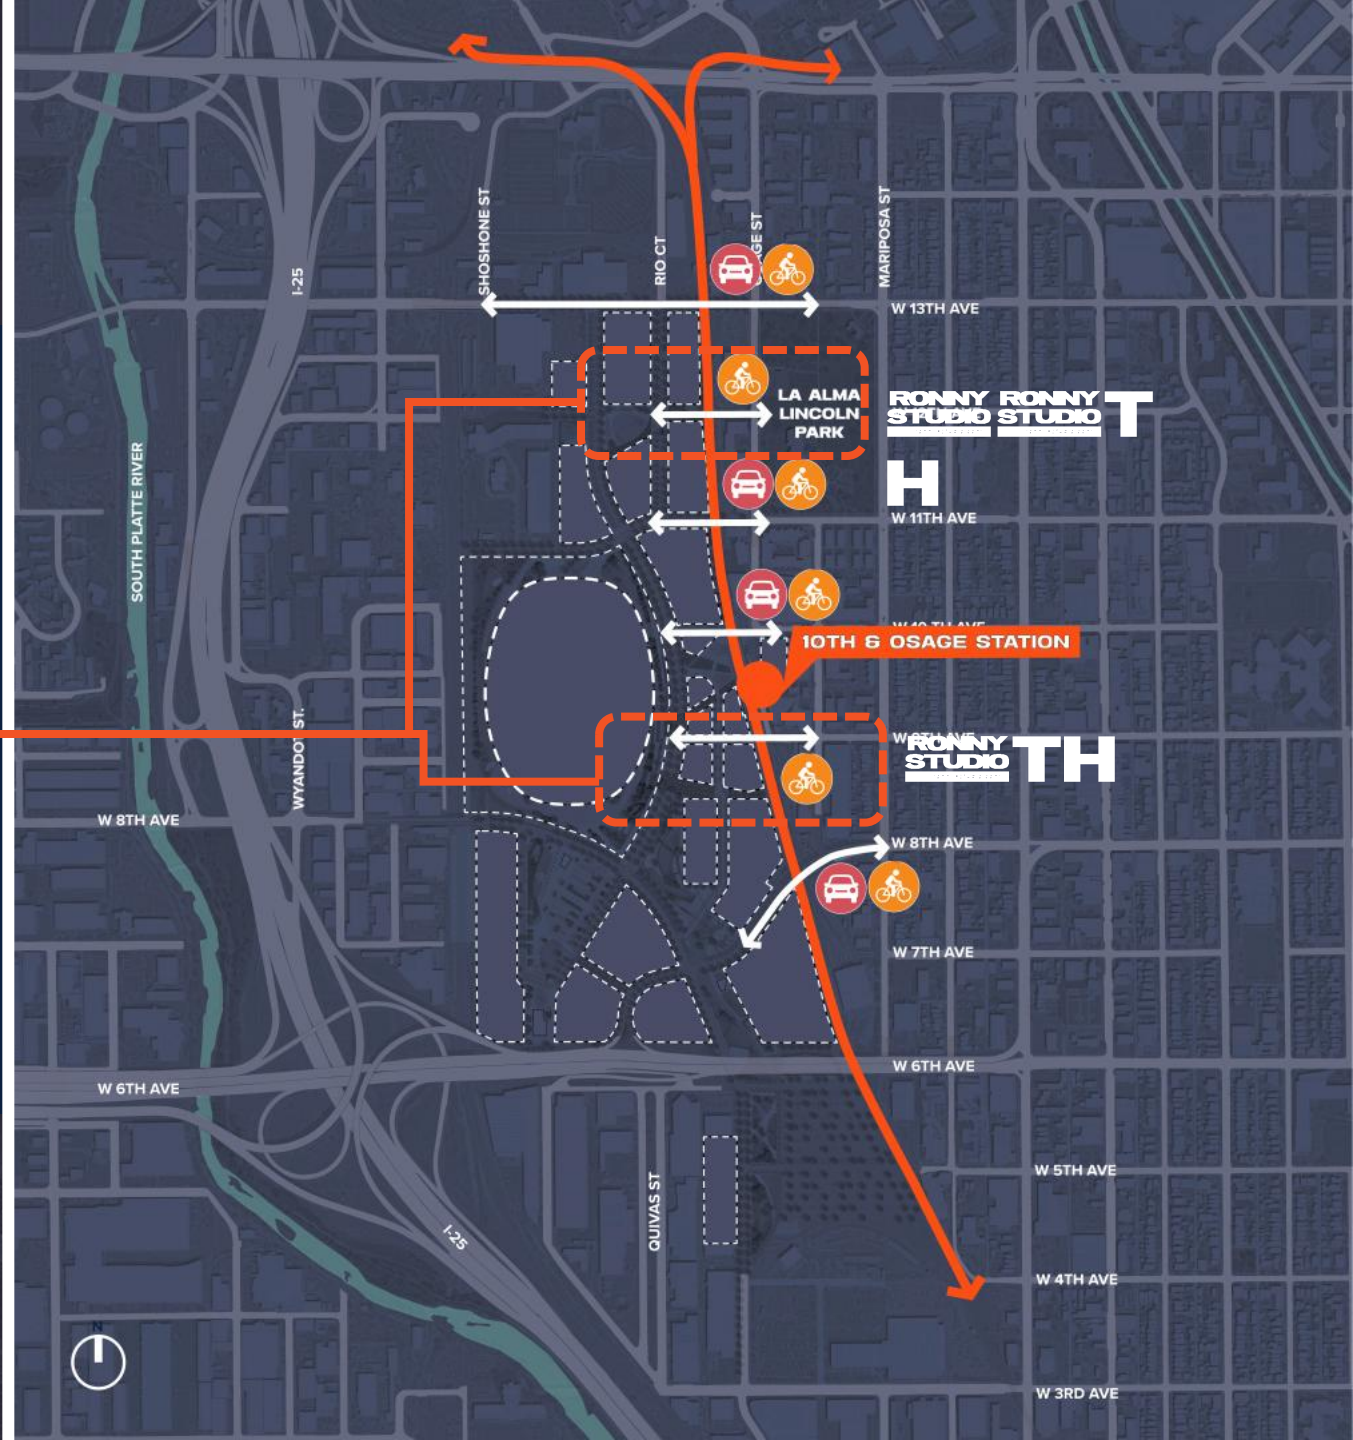 SHOSHONE ST
RIO CT
MARIPOSA ST
I-25
W 13TH AVE
LA ALMA
LINCOLN
PARK
RONNY RONNY T
STUDIO STUDIO
H
W 11TH AVE
SOUTH PLATTE RIVER
10TH & OSAGE STATION
WYANDOT ST.
RONNY
STUDIO TH
W 8TH AVE
W 8TH AVE
W 7TH AVE
W 6TH AVE
W 6TH AVE
W 5TH AVE
QUIVAS ST
I-25
W 4TH AVE
N
W 3RD AVE